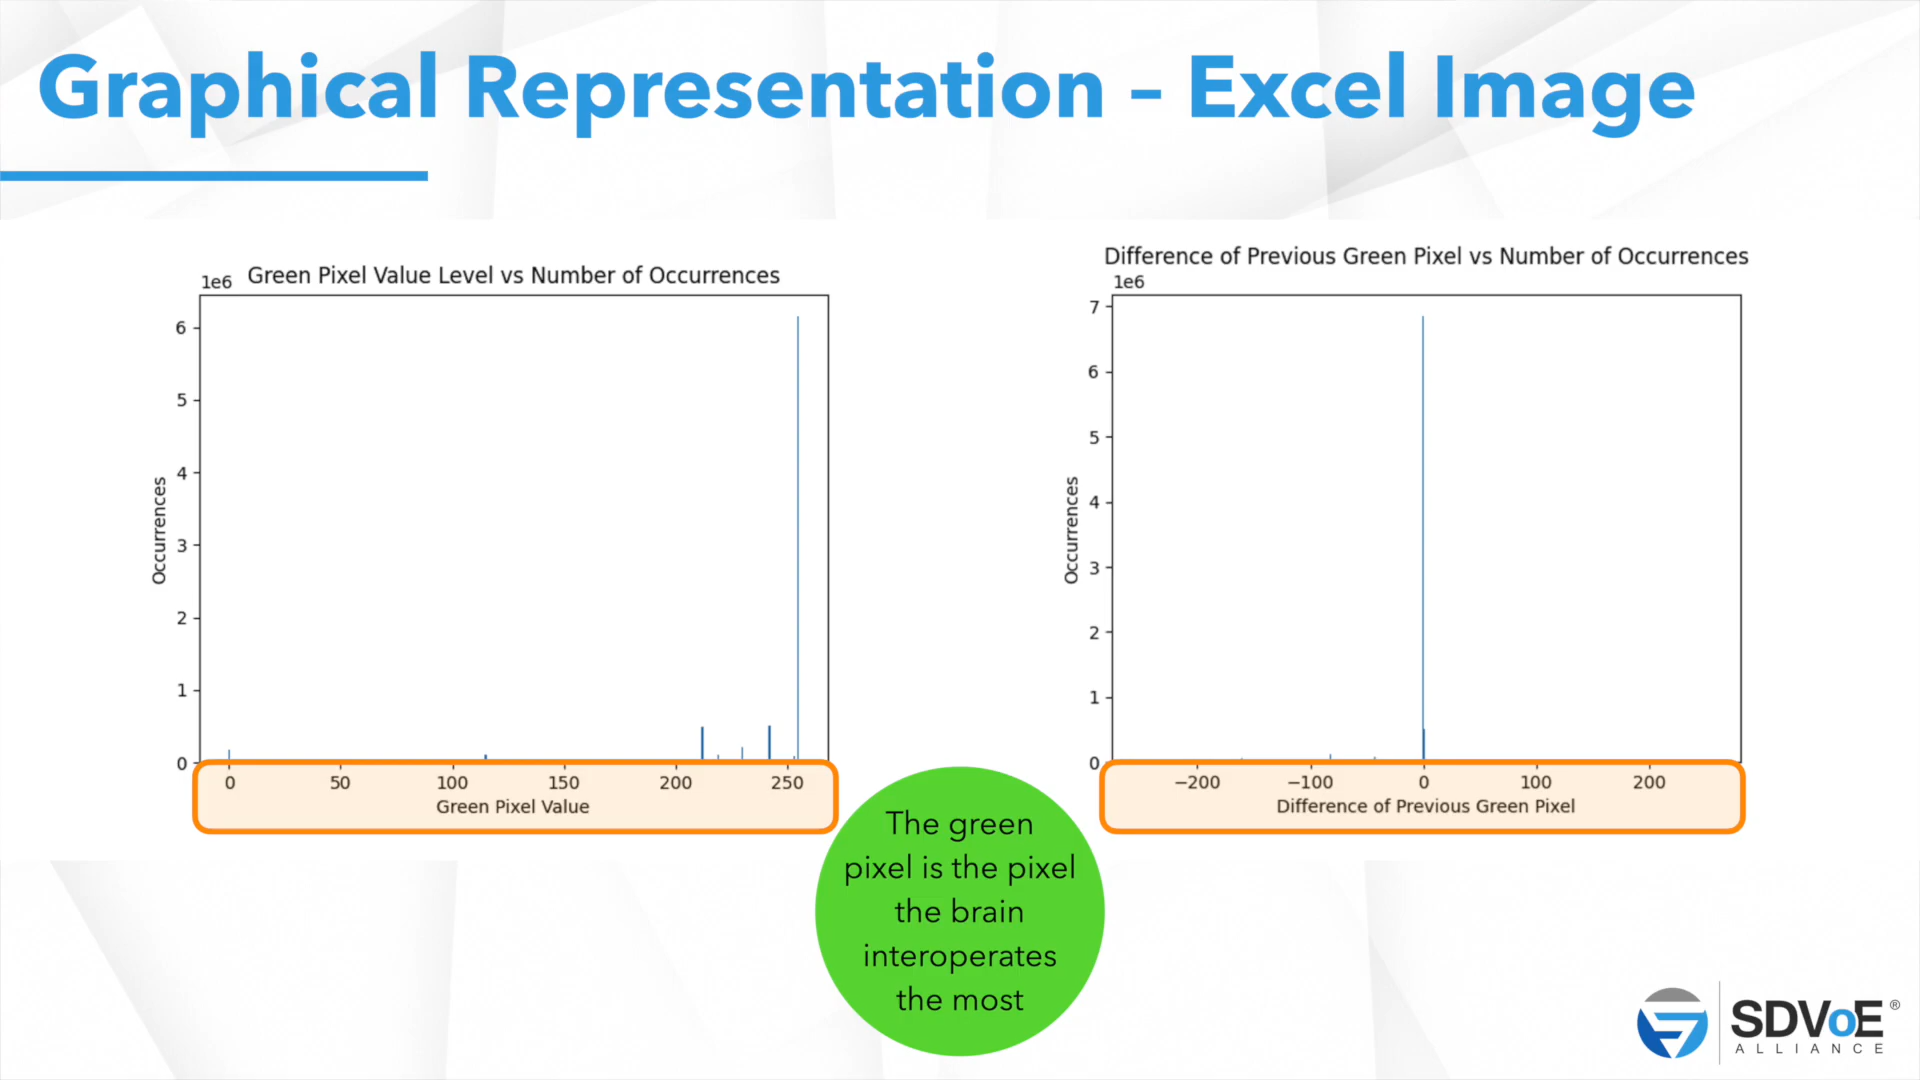 Graphical Representation – Excel Image
Green Pixel Value Level vs Number of Occurrences
1e6
6
5
4
3
2
1
0
Occurrences
0 50 100 150 200 250
Green Pixel Value
Difference of Previous Green Pixel vs Number of Occurrences
1e6
7
6
5
4
3
2
1
0
Occurrences
−200 −100 0 100 200
Difference of Previous Green Pixel
The green
pixel is the pixel
the brain
interoperates
the most
SDVoE®
ALLIANCE